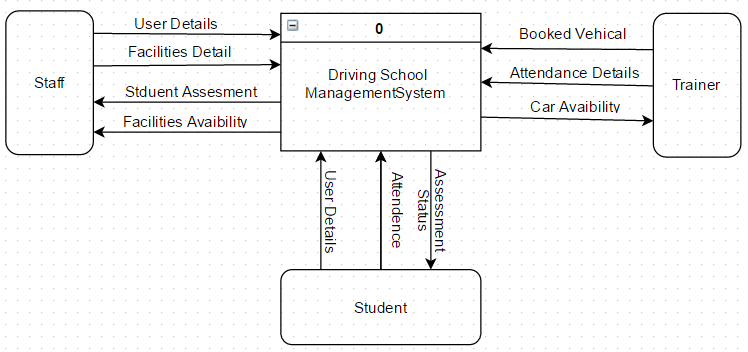 User Details
0
Booked Vehical
Facilities Detail
Staff
Driving School
ManagementSystem
Attendance Details
Trainer
Stduent Assesment
Car Avaibility
Facilities Avaibility
User Details
Attendence
Assessment
Status
Student